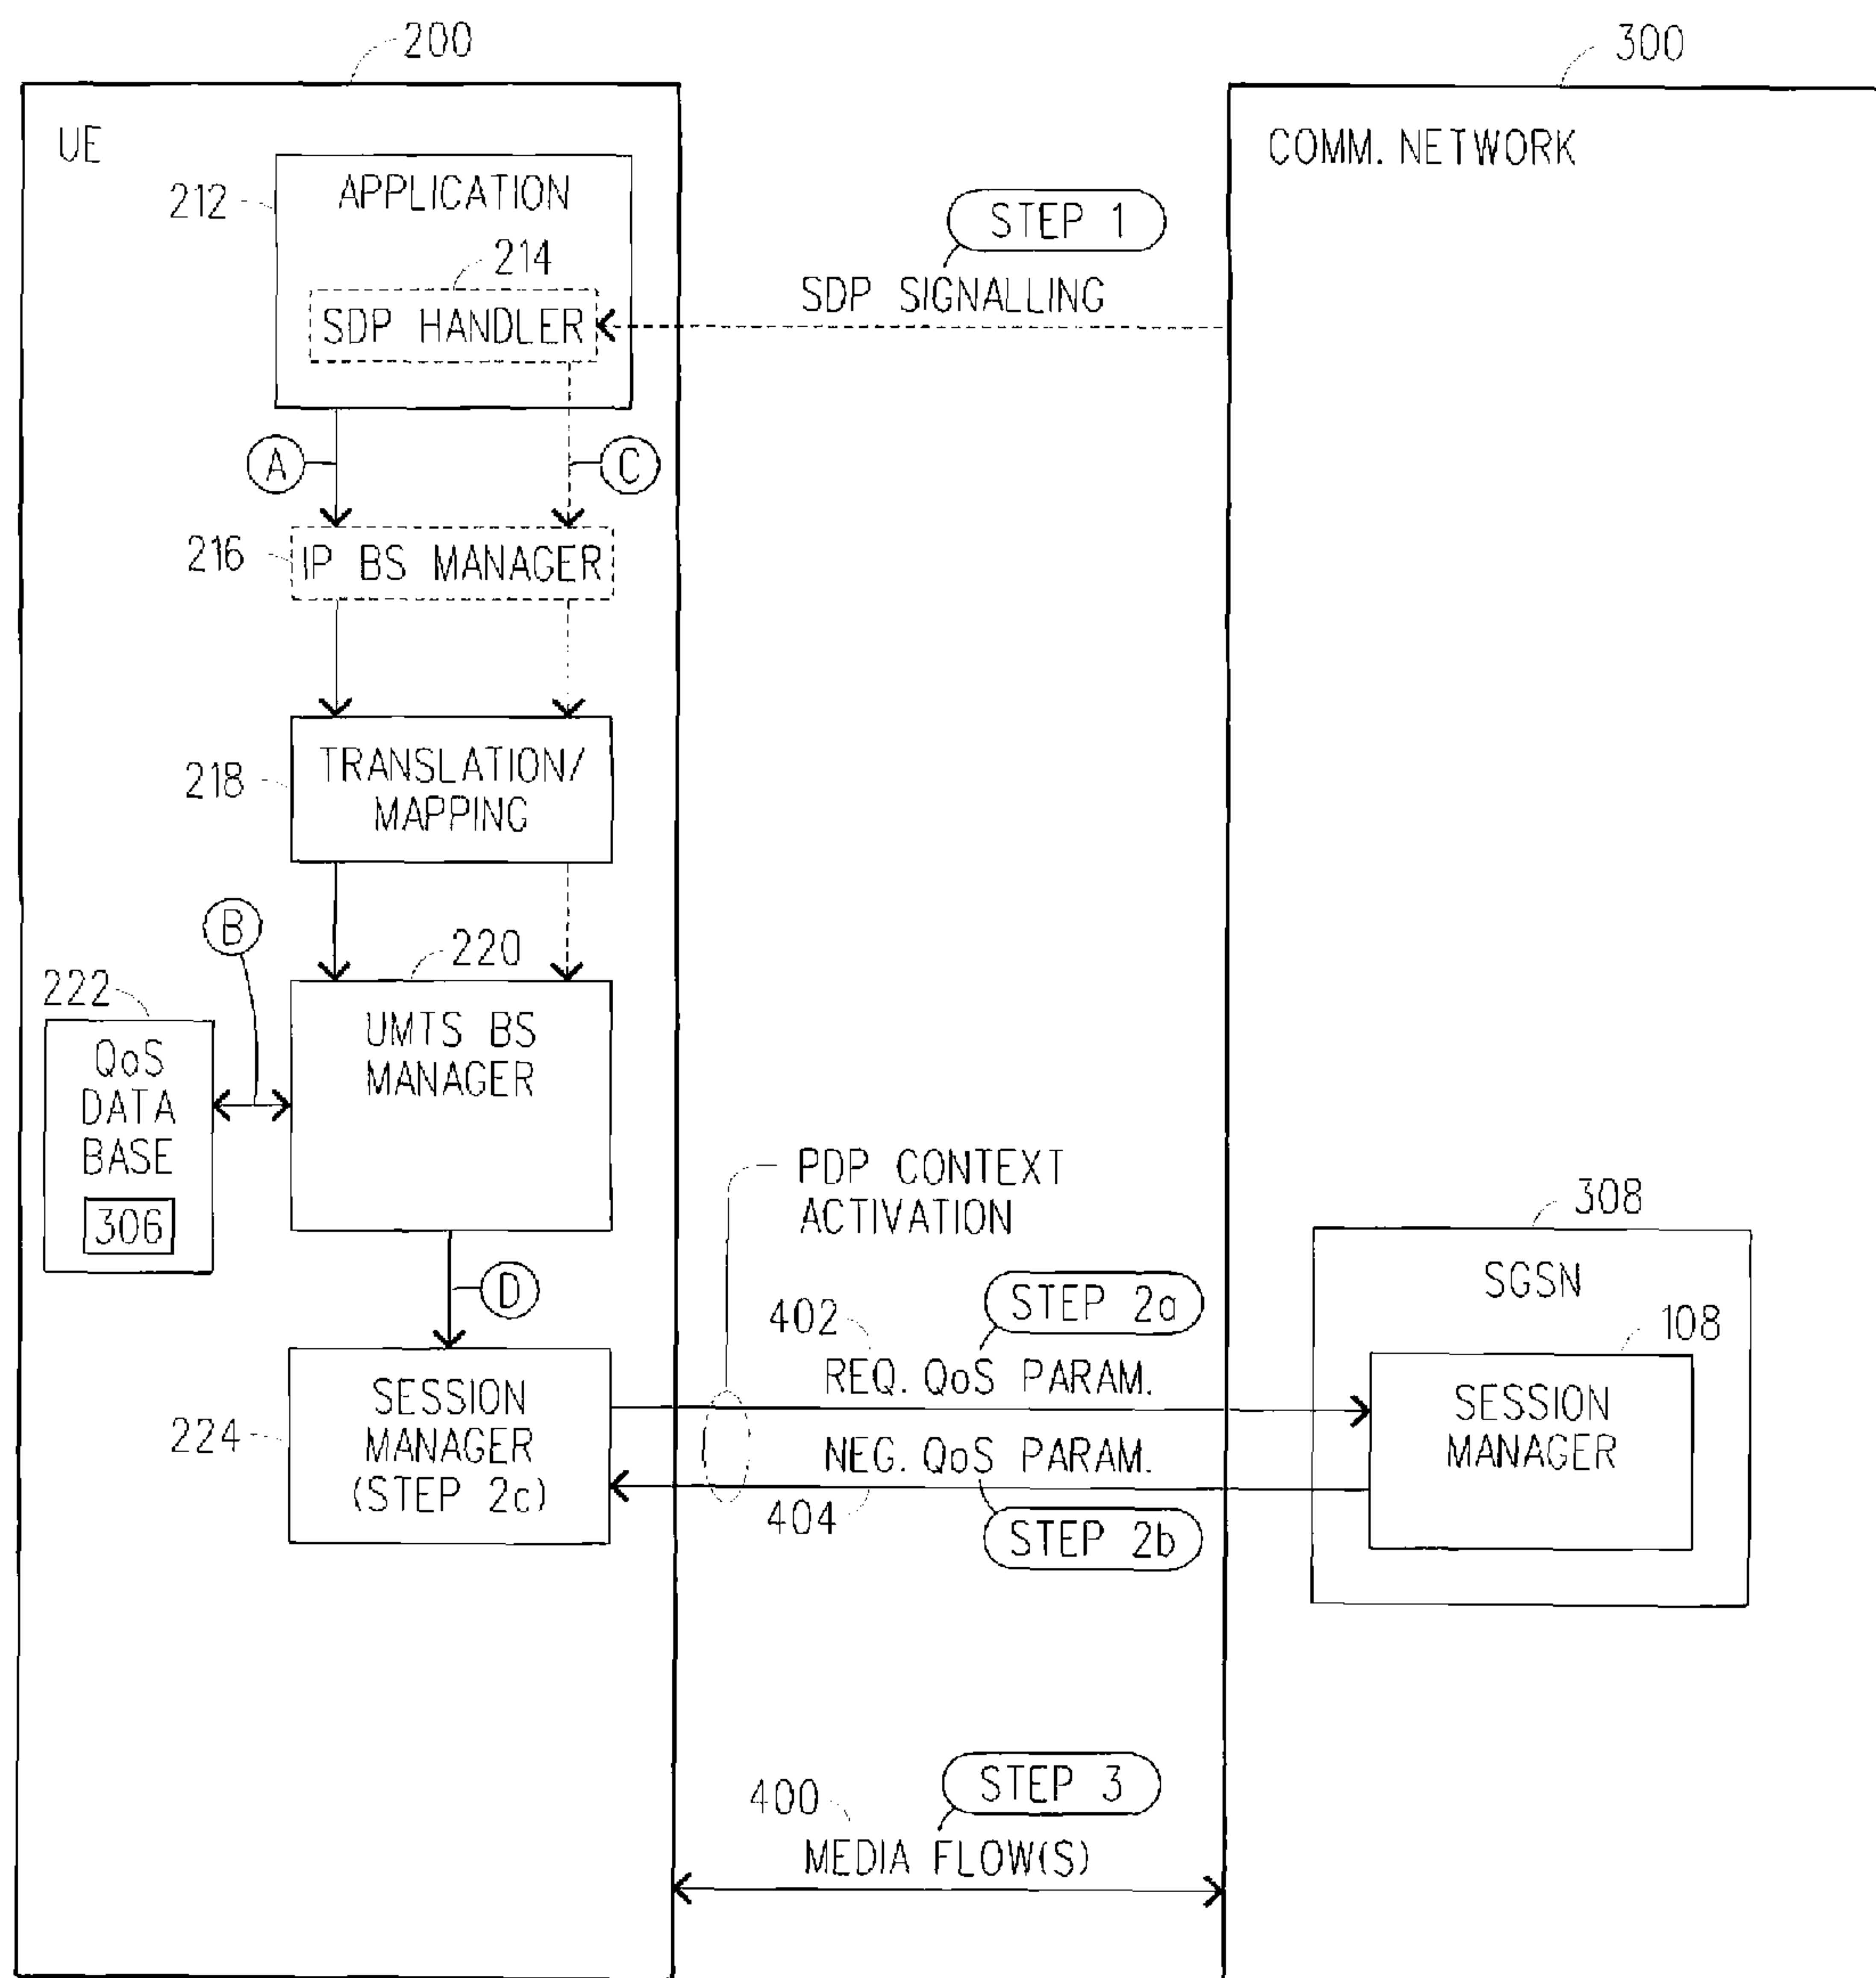 200
300
UE
COMM. NETWORK
212
APPLICATION
STEP 1
214
SDP SIGNALLING
SDP HANDLER
A
C
216
IP BS MANAGER
218
TRANSLATION/
MAPPING
B
220
222
UMTS BS
MANAGER
QoS
DATA
BASE
306
PDP CONTEXT
ACTIVATION
308
SGSN
D
STEP 2a
402
108
REQ. QoS PARAM.
SESSION
MANAGER
(STEP 2c)
224
SESSION
MANAGER
NEG. QoS PARAM.
404
STEP 2b
STEP 3
400
MEDIA FLOW(S)